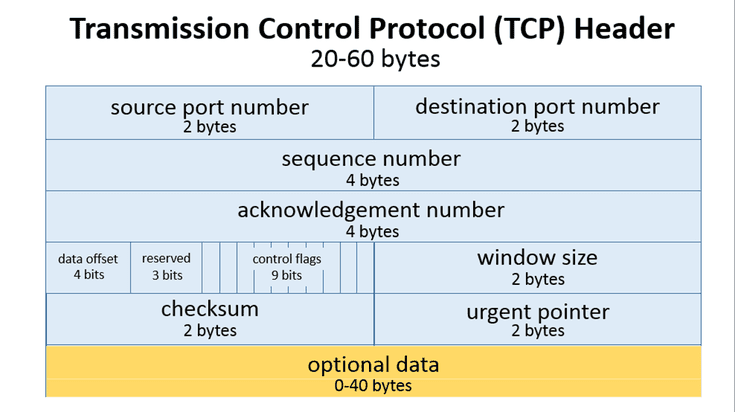 Transmission Control Protocol (TCP) Header
20-60 bytes
source port number
2 bytes
destination port number
2 bytes
sequence number
4 bytes
acknowledgement number
4 bytes
data offset
4 bits
reserved
3 bits
control flags
9 bits
window size
2 bytes
checksum
2 bytes
urgent pointer
2 bytes
optional data
0-40 bytes